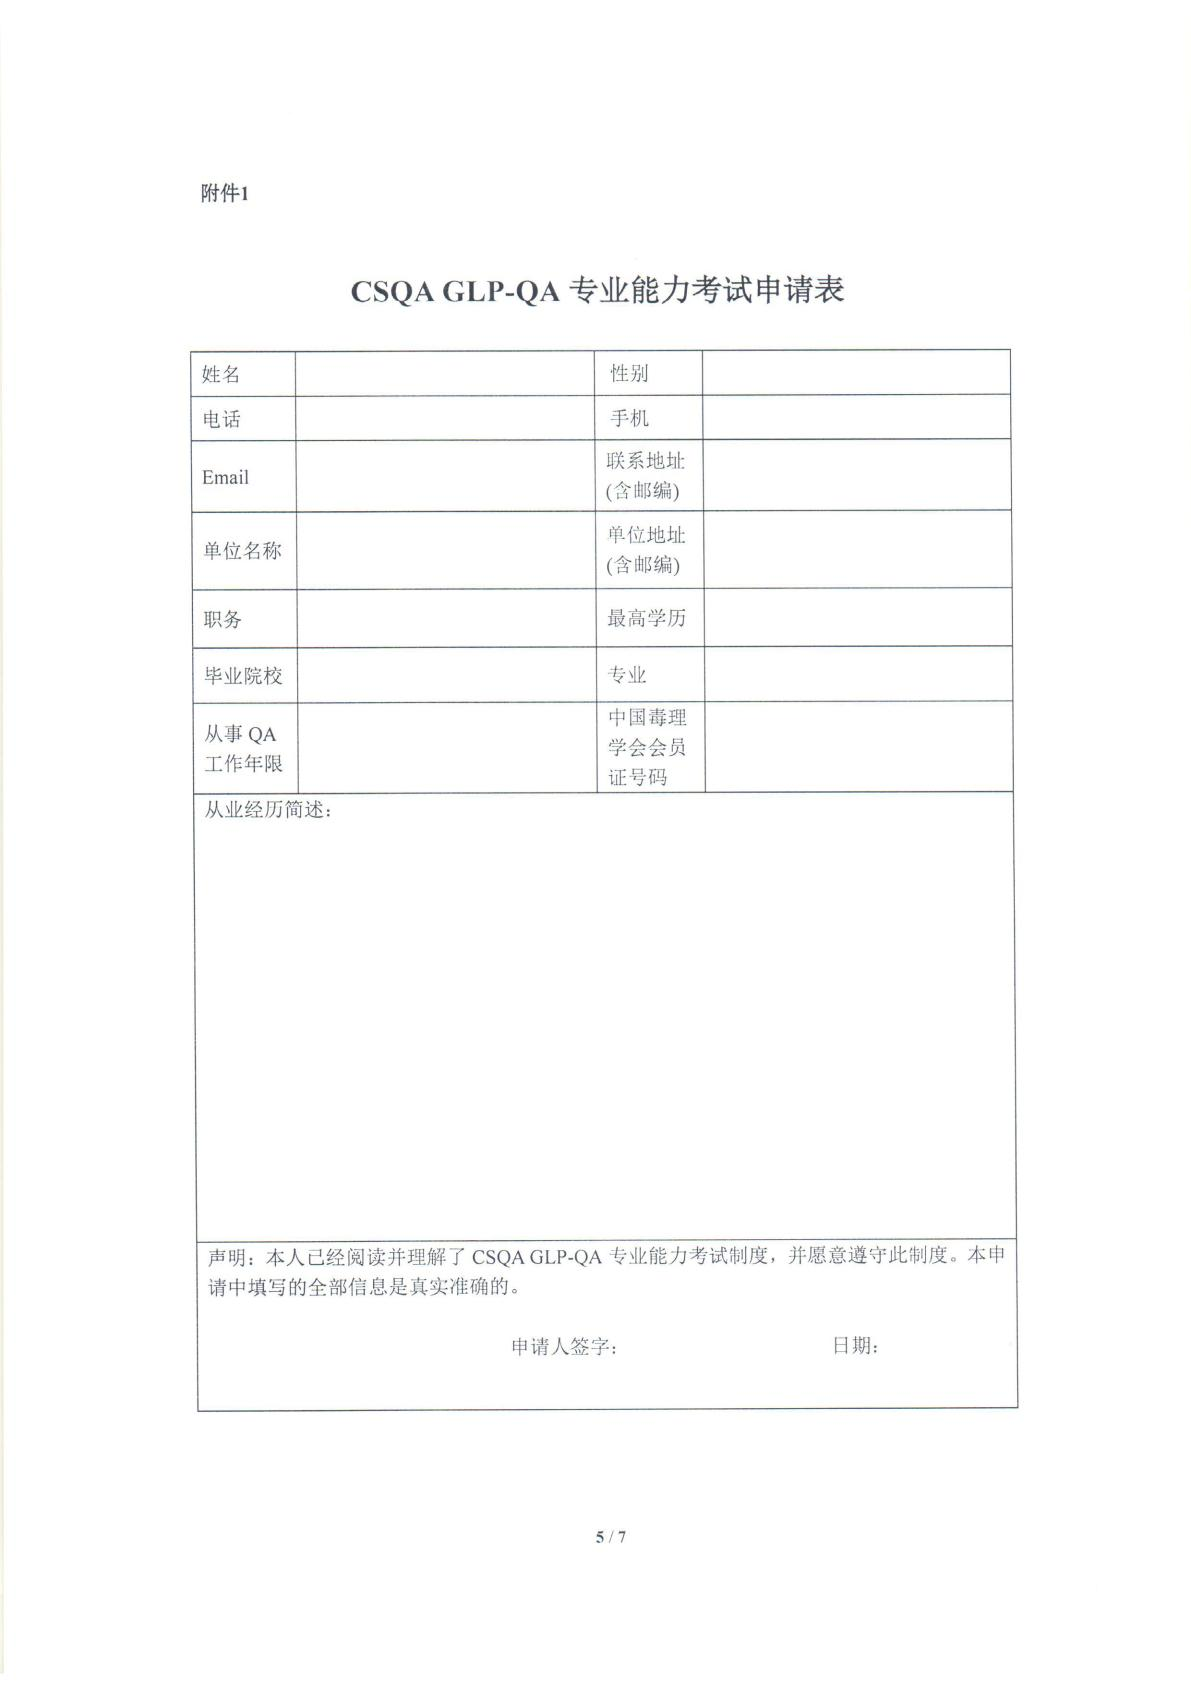 附件1
CSQA GLP-QA 专业能力考试申请表
姓名 性别
电话 手机
Email 联系地址
(含邮编)
单位名称 单位地址
(含邮编)
职务 最高学历
毕业院校 专业
从事 QA
工作年限
中国毒理
学会会员
证号码
从业经历简述：
声明：本人已经阅读并理解了 CSQA GLP-QA 专业能力考试制度，并愿意遵守此制度。本申
请中填写的全部信息是真实准确的。
申请人签字： 日期：
5 / 7